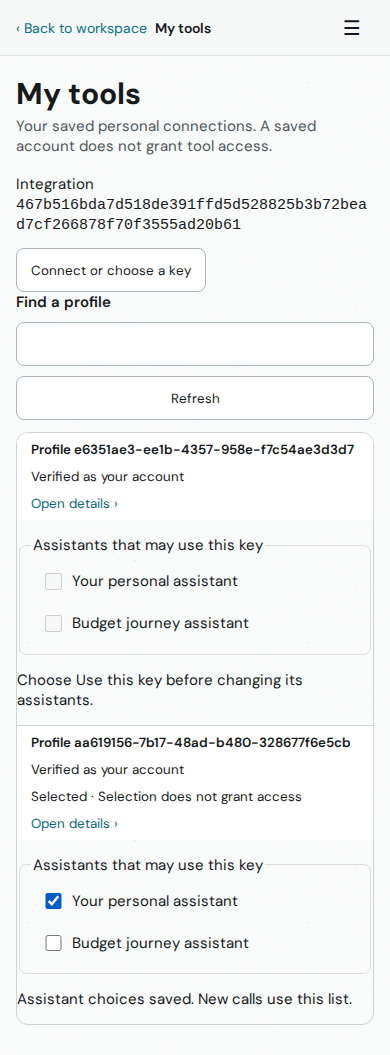 ‹ Back to workspace My tools ☰
My tools
Your saved personal connections. A saved
account does not grant tool access.
Integration
467b516bda7d518de391ffd5d528825b3b72bea
d7cf266878f70f3555ad20b61
Connect or choose a key
Find a profile
Refresh
Profile e6351ae3-ee1b-4357-958e-f7c54ae3d3d7
Verified as your account
Open details ›
Assistants that may use this key
Your personal assistant
Budget journey assistant
Choose Use this key before changing its
assistants.
Profile aa619156-7b17-48ad-b480-328677f6e5cb
Verified as your account
Selected · Selection does not grant access
Open details ›
Assistants that may use this key
Your personal assistant
Budget journey assistant
Assistant choices saved. New calls use this list.